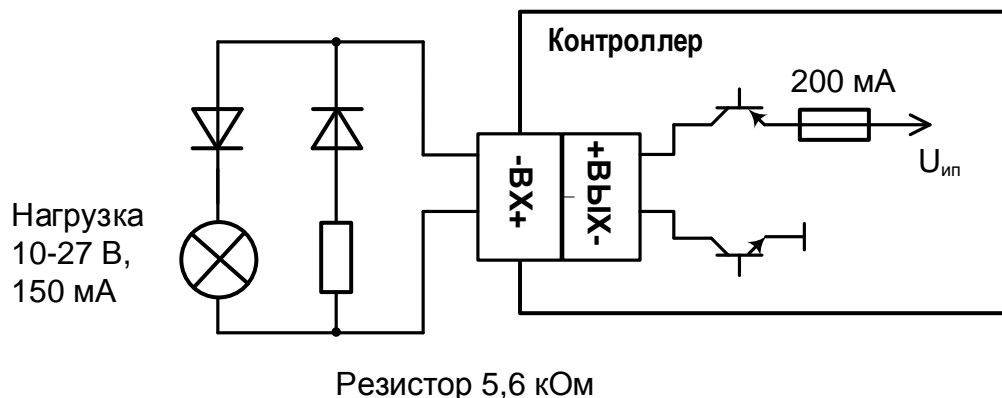 Контроллер
200 мА
Uип
-ВХ+
+ВЫХ-
Нагрузка
10-27 В,
150 мА
Резистор 5,6 кОм